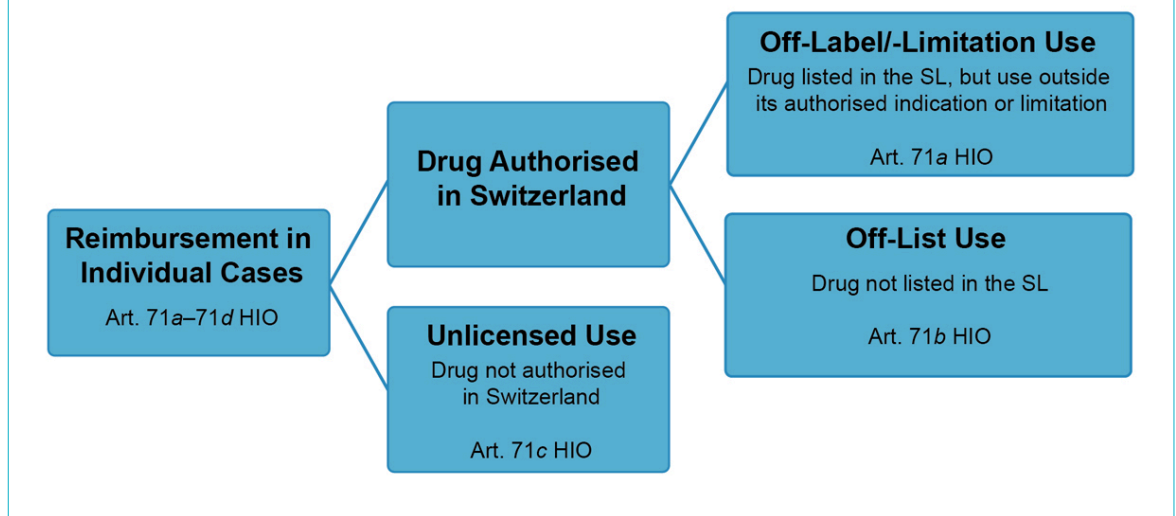 Reimbursement in
Individual Cases
Art. 71a–71d HIO
Drug Authorised
in Switzerland
Unlicensed Use
Drug not authorised
in Switzerland
Art. 71c HIO
Off-Label/-Limitation Use
Drug listed in the SL, but use outside
its authorised indication or limitation
Art. 71a HIO
Off-List Use
Drug not listed in the SL
Art. 71b HIO